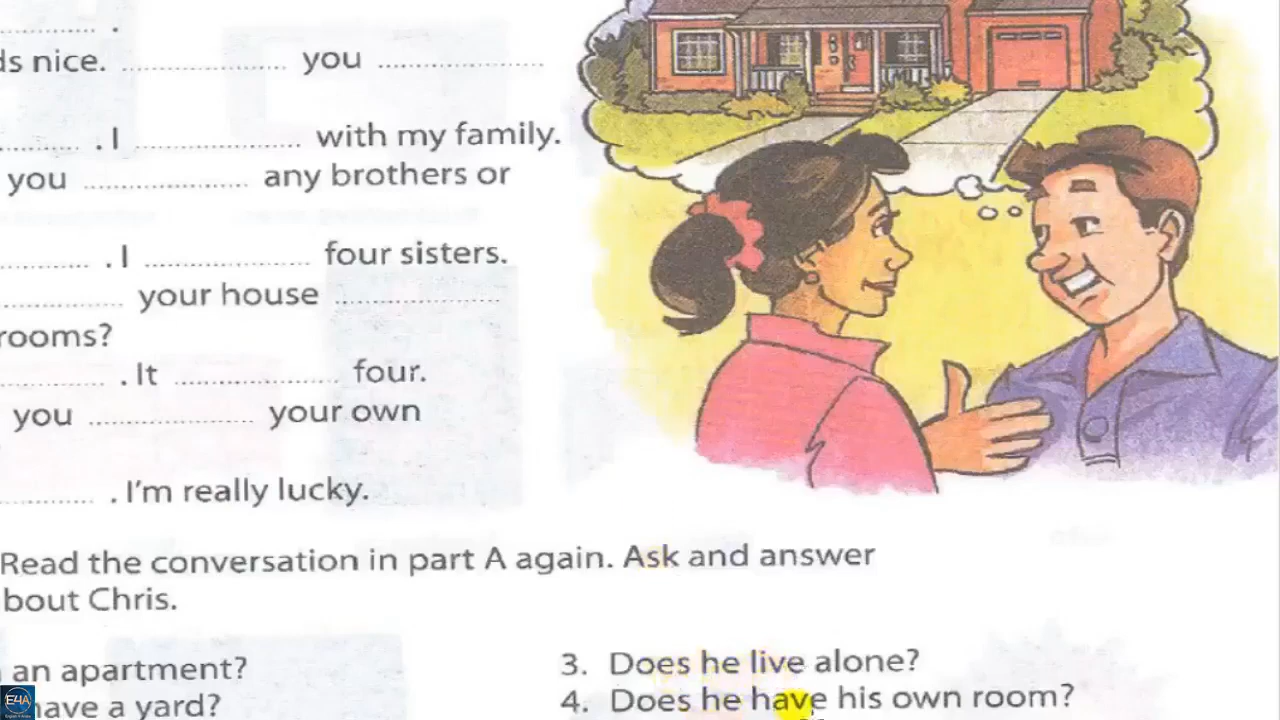 .................. .
ds nice. .................. you ..................
........ . I .................. with my family.
you .................. any brothers or
.......... . I .................. four sisters.
............ your house ..................
rooms?
............ . It .................. four.
you .................. your own
.......... . I'm really lucky.
Read the conversation in part A again. Ask and answer
bout Chris.
an apartment?
have a yard?
3. Does he live alone?
4. Does he have his own room?
E4A